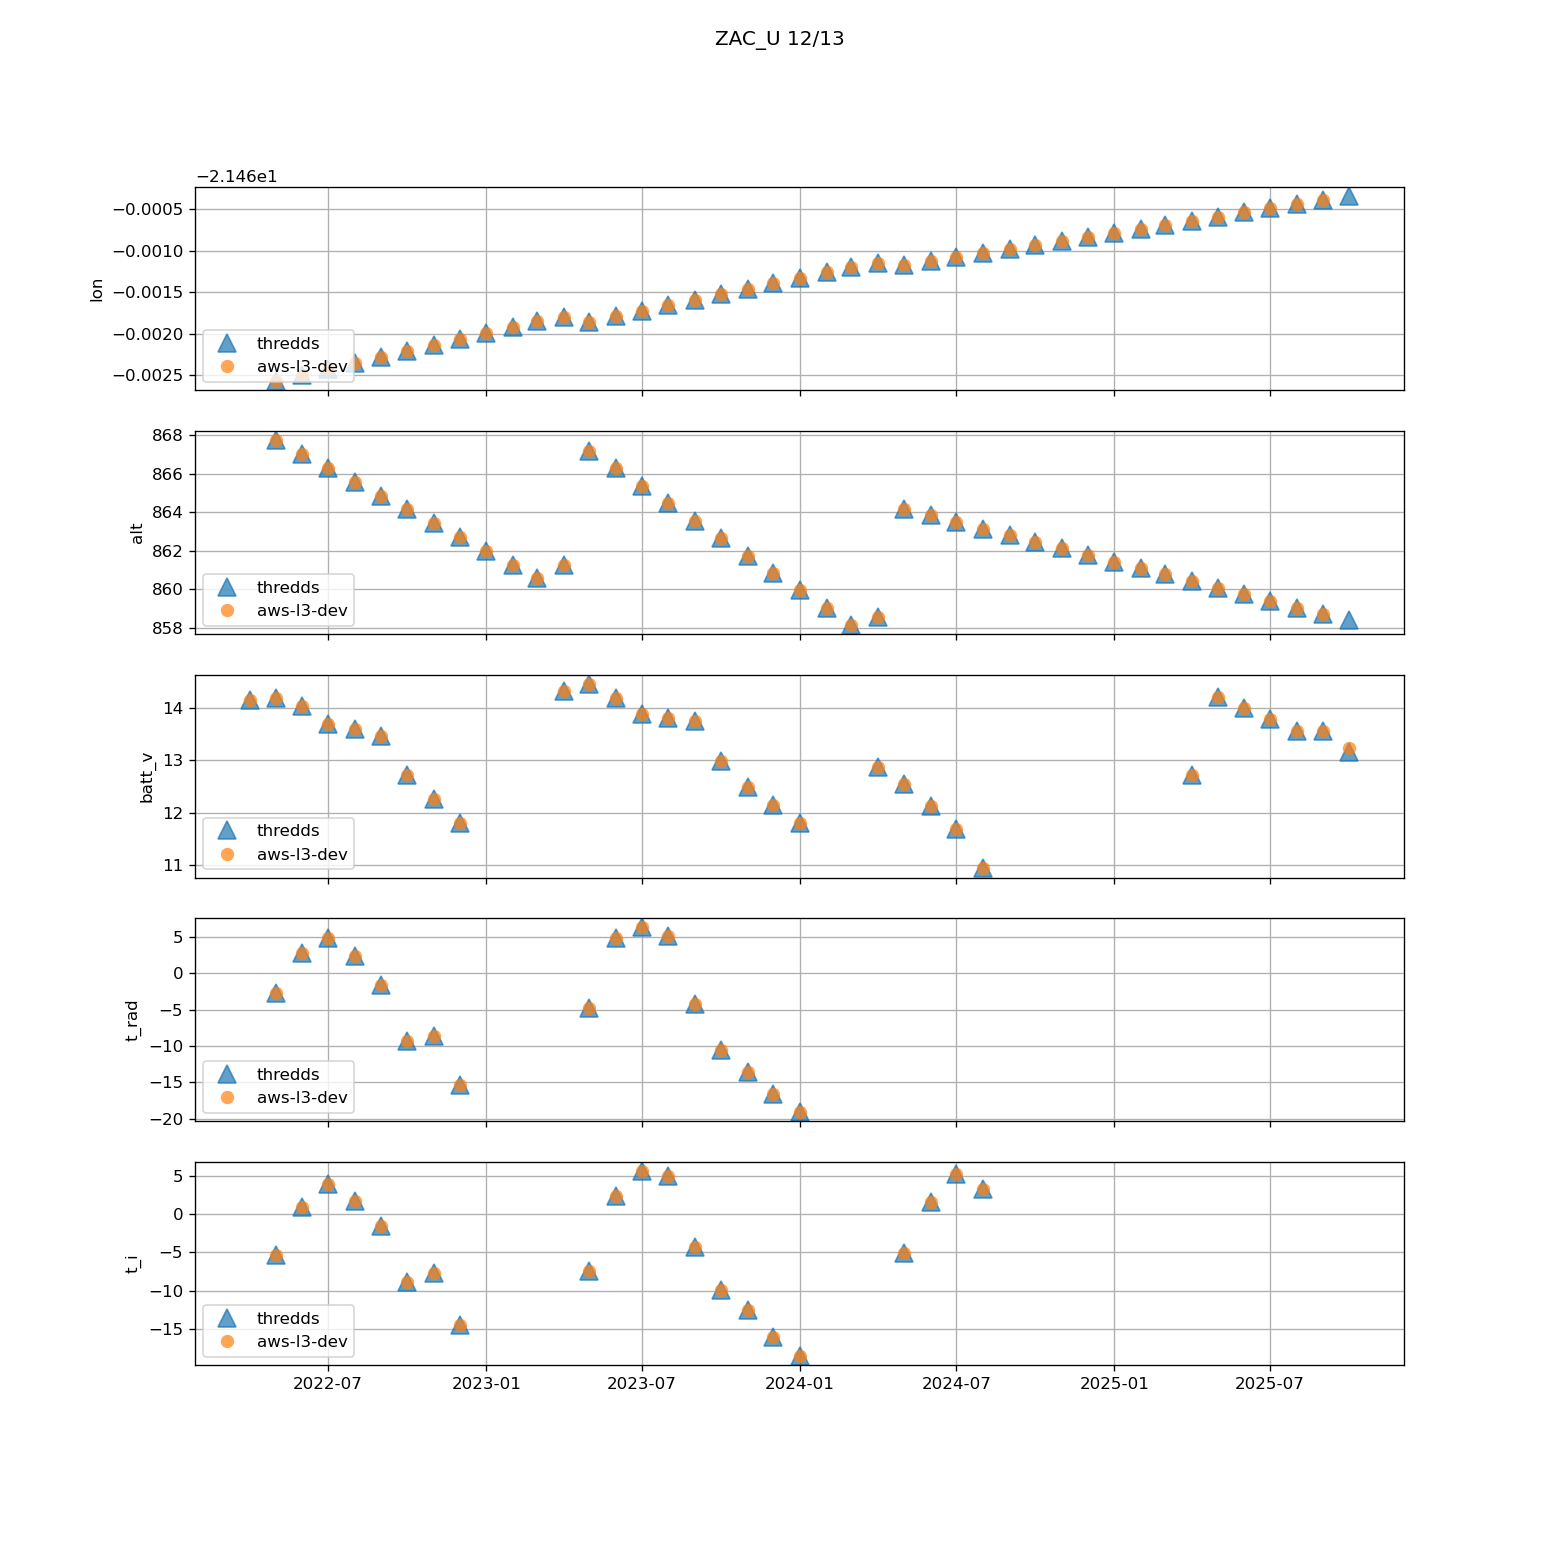 ZAC_U 12/13
−2.146e1
−0.0005
−0.0010
−0.0015
−0.0020
−0.0025
lon
thredds
aws-l3-dev
868
866
864
862
860
858
alt
thredds
aws-l3-dev
14
13
12
11
batt_v
thredds
aws-l3-dev
5
0
−5
−10
−15
−20
t_rad
thredds
aws-l3-dev
5
0
−5
−10
−15
t_i
thredds
aws-l3-dev
2022-07 2023-01 2023-07 2024-01 2024-07 2025-01 2025-07